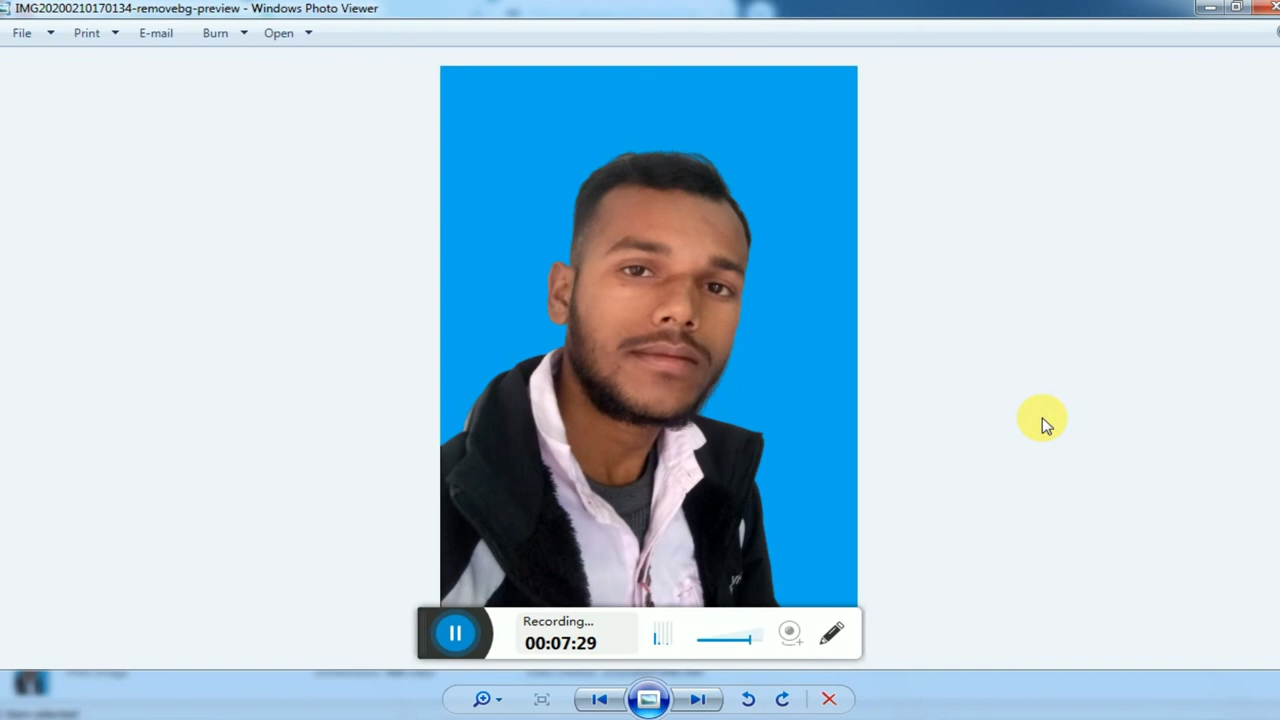 IMG20200210170134-removebg-preview - Windows Photo Viewer
File Print E-mail Burn Open
Recording...
00:07:29